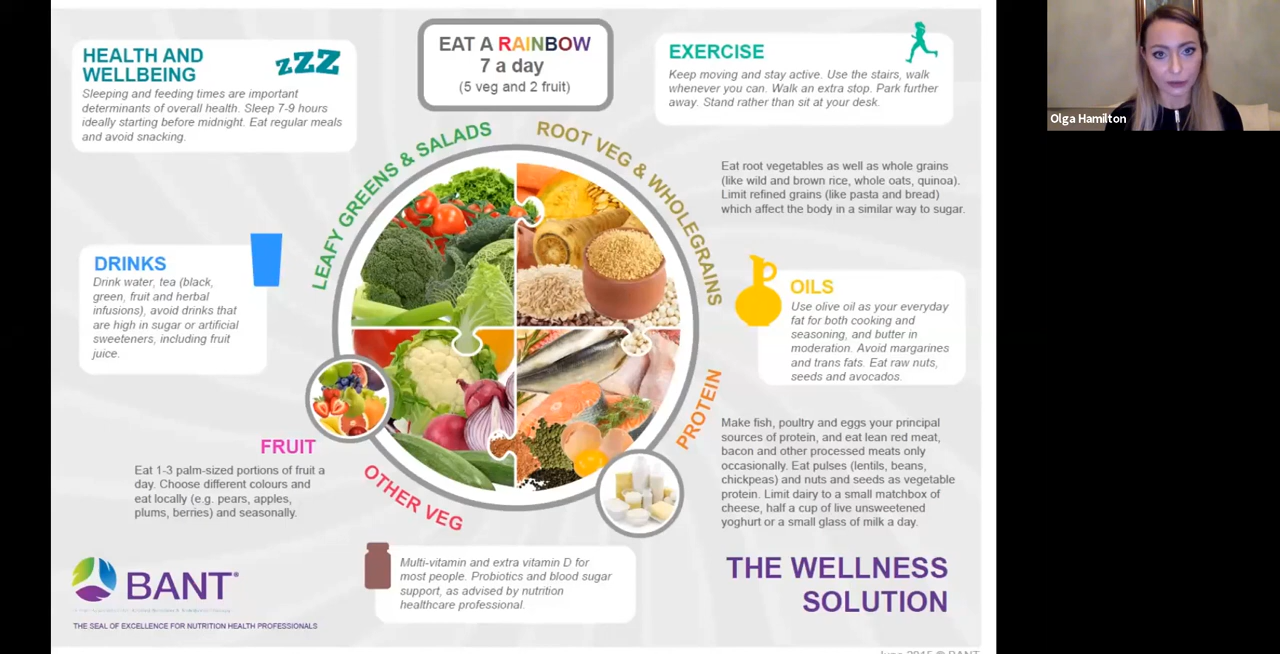 HEALTH AND
WELLBEING
zzZ
Sleeping and feeding times are important
determinants of overall health. Sleep 7-9 hours
ideally starting before midnight. Eat regular meals
and avoid snacking.
EAT A RAINBOW
7 a day
(5 veg and 2 fruit)
EXERCISE
Keep moving and stay active. Use the stairs, walk
whenever you can. Walk an extra stop. Park further
away. Stand rather than sit at your desk.
Olga Hamilton
LEAFY GREENS & SALADS
ROOT VEG & WHOLEGRAINS
Eat root vegetables as well as whole grains
(like wild and brown rice, whole oats, quinoa).
Limit refined grains (like pasta and bread)
which affect the body in a similar way to sugar.
DRINKS
Drink water, tea (black,
green, fruit and herbal
infusions), avoid drinks that
are high in sugar or artificial
sweeteners, including fruit
juice.
OILS
Use olive oil as your everyday
fat for both cooking and
seasoning, and butter in
moderation. Avoid margarines
and trans fats. Eat raw nuts,
seeds and avocados.
PROTEIN
Make fish, poultry and eggs your principal
sources of protein, and eat lean red meat,
bacon and other processed meats only
occasionally. Eat pulses (lentils, beans,
chickpeas) and nuts and seeds as vegetable
protein. Limit dairy to a small matchbox of
cheese, half a cup of live unsweetened
yoghurt or a small glass of milk a day.
FRUIT
Eat 1-3 palm-sized portions of fruit a
day. Choose different colours and
eat locally (e.g. pears, apples,
plums, berries) and seasonally.
OTHER VEG
Multi-vitamin and extra vitamin D for
most people. Probiotics and blood sugar
support, as advised by nutrition
healthcare professional.
BANT®
THE SEAL OF EXCELLENCE FOR NUTRITION HEALTH PROFESSIONALS
THE WELLNESS
SOLUTION
June 2015 © BANT